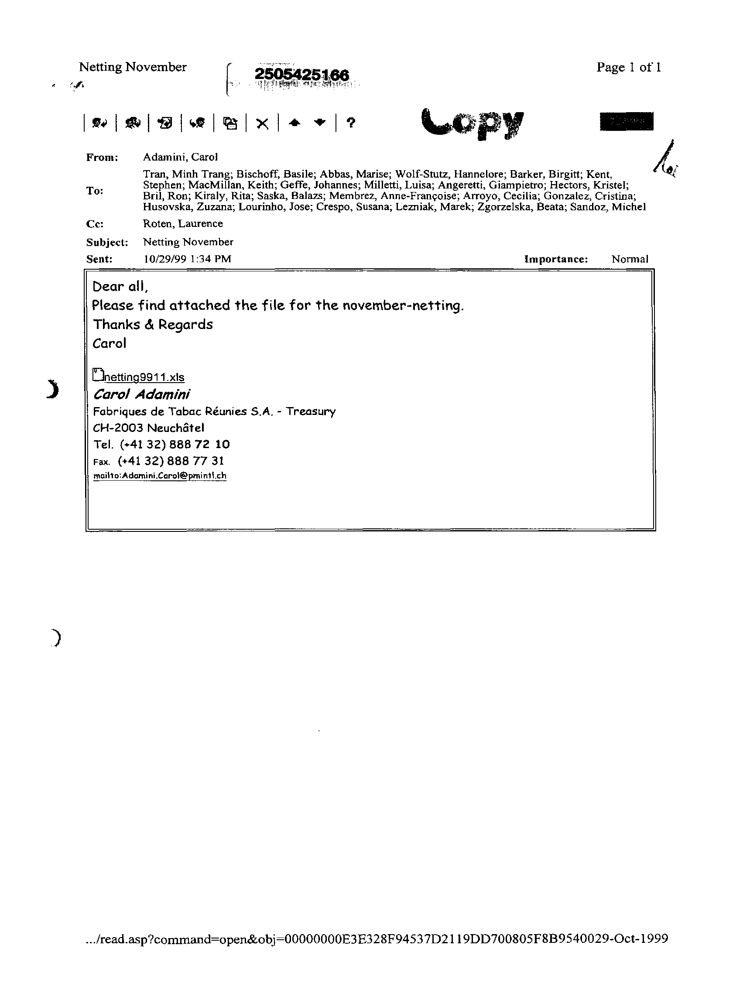 Netting November
2505425166
Page 1 of 1
?
Copy
From: Adamini, Carol
To: Tran, Minh Trang; Bischoff, Basile; Abbas, Marise; Wolf-Stutz, Hannelore; Barker, Birgitt; Kent,
Stephen; MacMillan, Keith; Geffe, Johannes; Milletti, Luisa; Angeretti, Giampietro; Hectors, Kristel;
Bril, Ron; Kiraly, Rita; Saska, Balazs; Membrez, Anne-Françoise; Arroyo, Cecilia; Gonzalez, Cristina;
Husovska, Zuzana; Lourinho, Jose; Crespo, Susana; Lezniak, Marek; Zgorzelska, Beata; Sandoz, Michel
Cc: Roten, Laurence
Subject: Netting November
Sent: 10/29/99 1:34 PM Importance: Normal
Dear all,
Please find attached the file for the november-netting.
Thanks & Regards
Carol
netting9911.xls
Carol Adamini
Fabriques de Tabac Réunies S.A. - Treasury
CH-2003 Neuchâtel
Tel. (+41 32) 888 72 10
Fax. (+41 32) 888 77 31
mailto:Adamini.Carol@pmintl.ch
.../read.asp?command=open&obj=00000000E3E328F94537D2119DD700805F8B9540029-Oct-1999